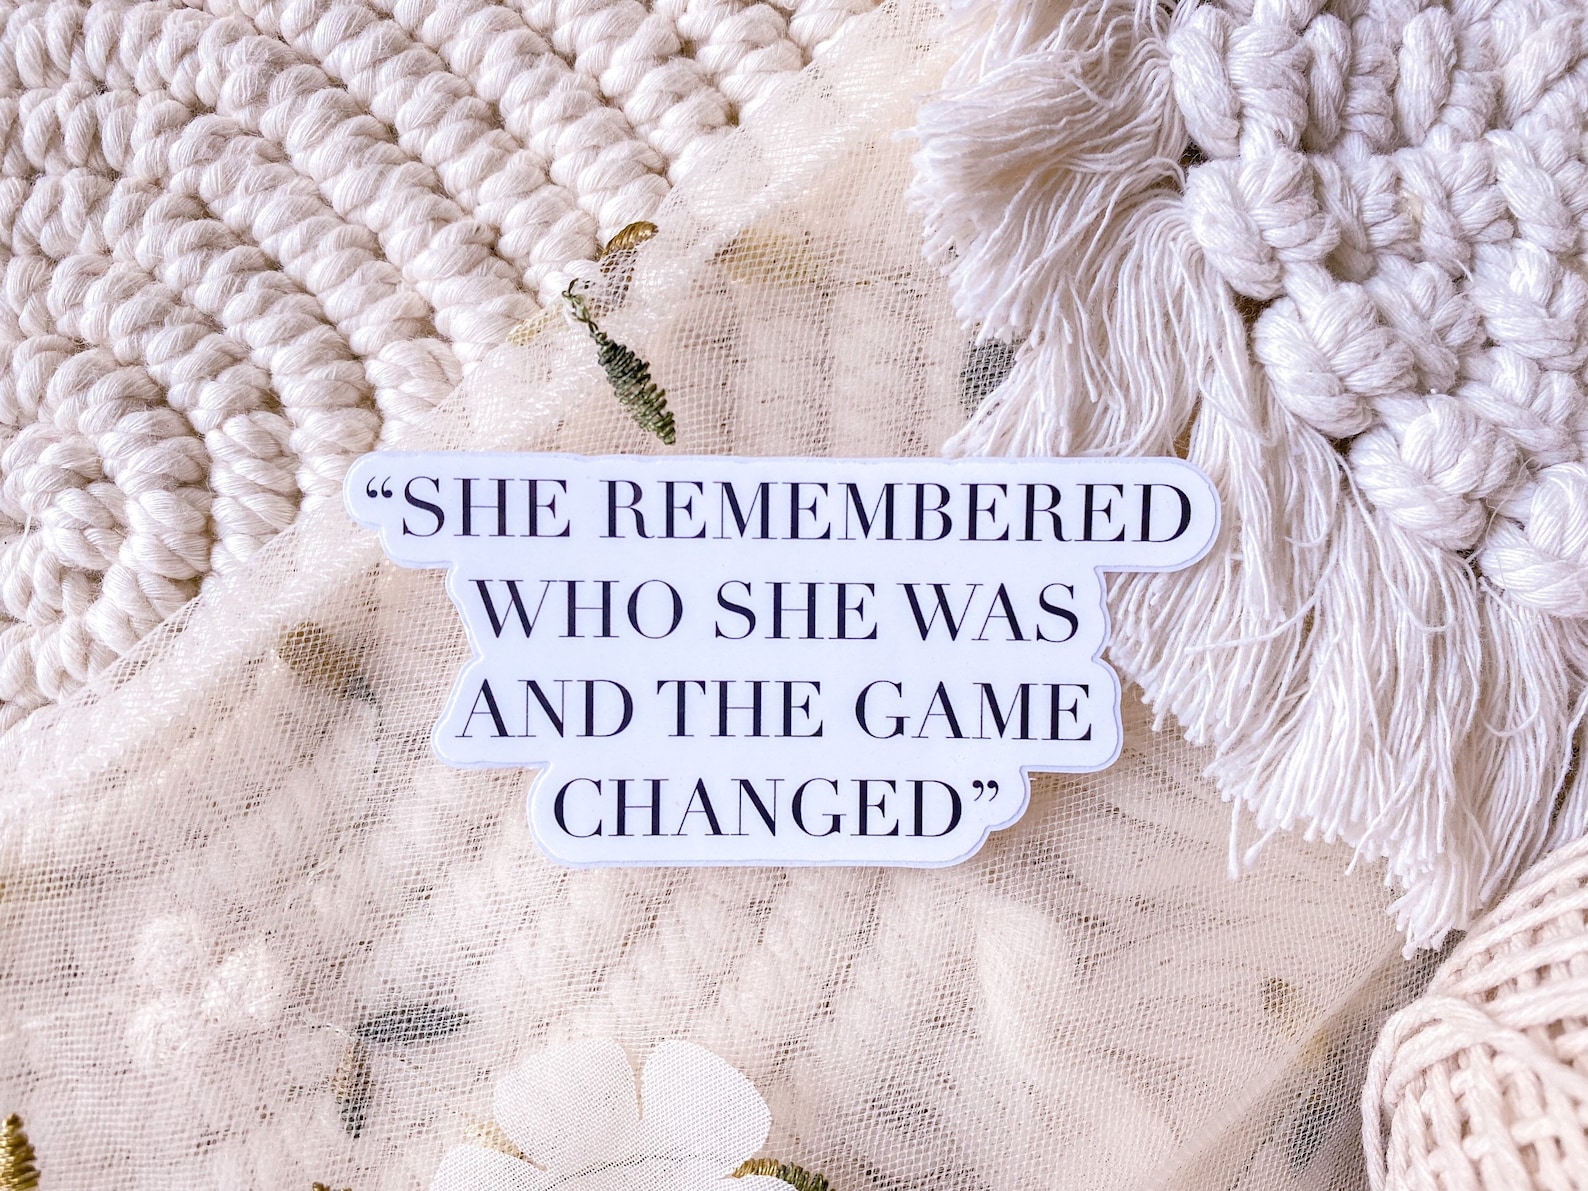 “SHE REMEMBERED
WHO SHE WAS
AND THE GAME
CHANGED”